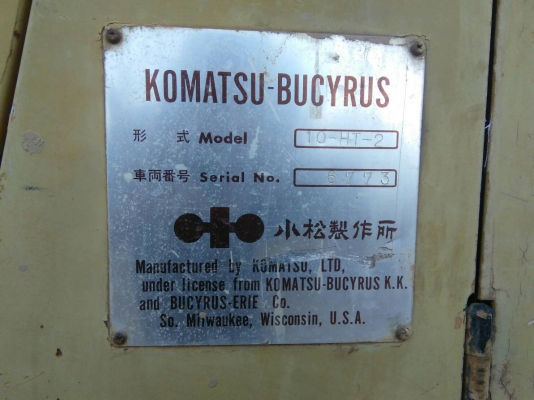 KOMATSU-BUCYRUS
形式 Model 10-HT-2
車両番号 Serial No. 6773
小松製作所
Manufactured by KOMATSU, LTD,
under license from KOMATSU-BUCYRUS K.K.
and BUCYRUS-ERIE Co.
So. Milwaukee, Wisconsin, U.S.A.